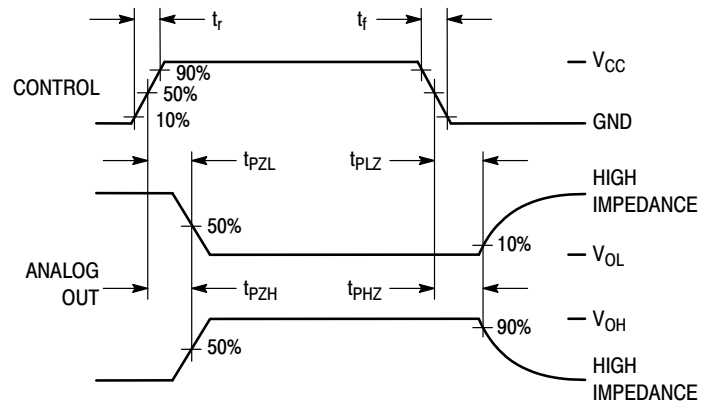 tr
tf
VCC
90%
CONTROL
50%
10%
GND
tPZL
tPLZ
HIGH
IMPEDANCE
50%
10%
VOL
ANALOG
OUT
tPZH
tPHZ
VOH
90%
50%
HIGH
IMPEDANCE